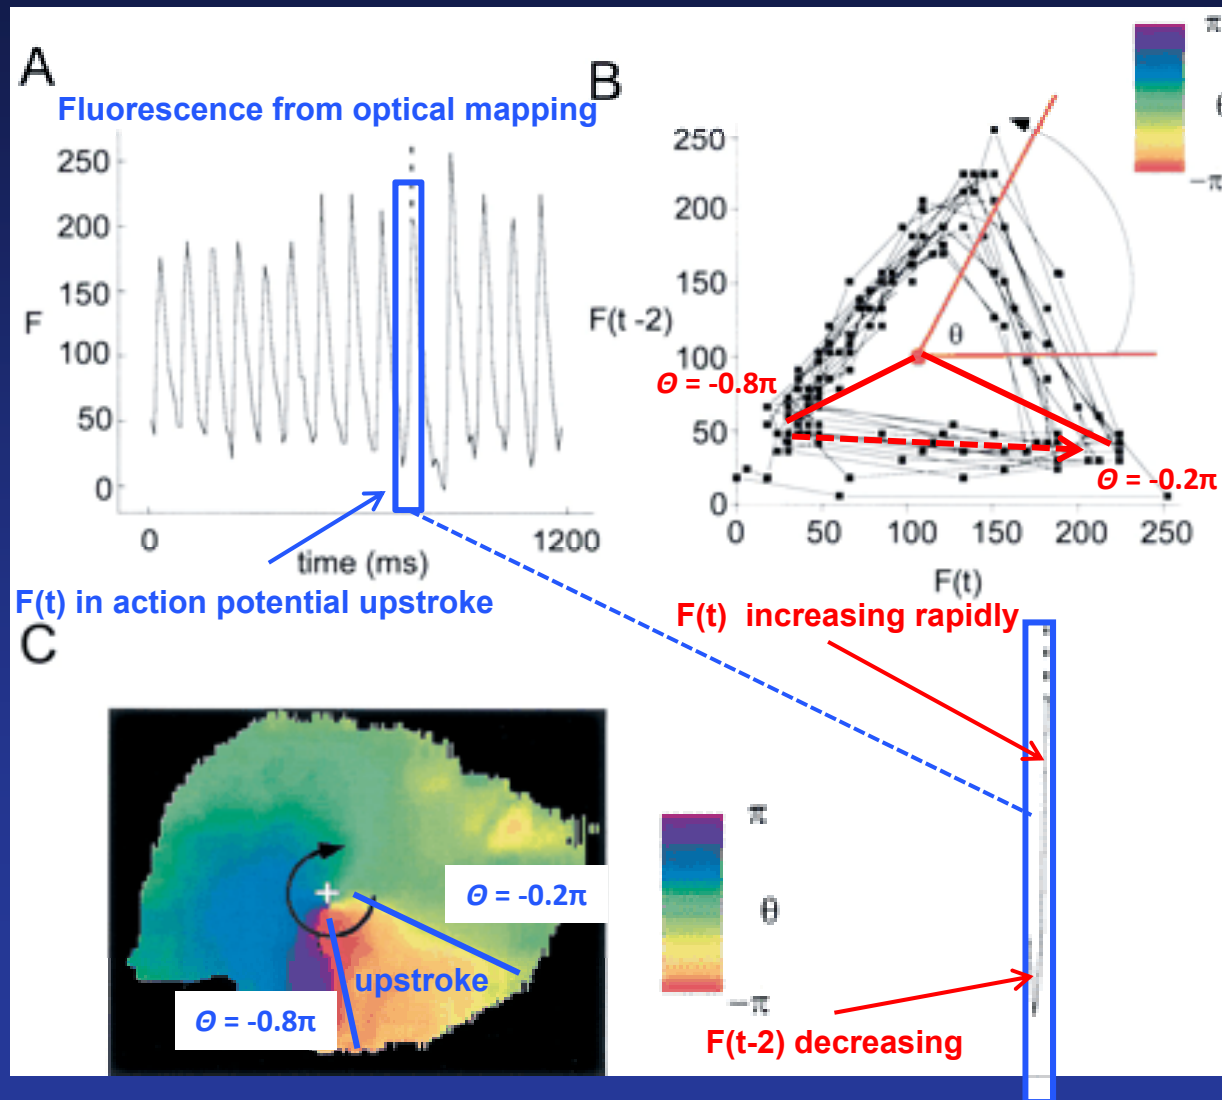 A
Fluorescence from optical mapping
250
200
150
100
50
0
F
0
1200
time (ms)
F(t) in action potential upstroke
B
π
θ
-π
250
200
150
100
50
0
F(t -2)
θ
Θ = -0.8π
Θ = -0.2π
0
50
100
150
200
250
F(t)
F(t) increasing rapidly
C
Θ = -0.2π
upstroke
Θ = -0.8π
π
θ
-π
F(t-2) decreasing